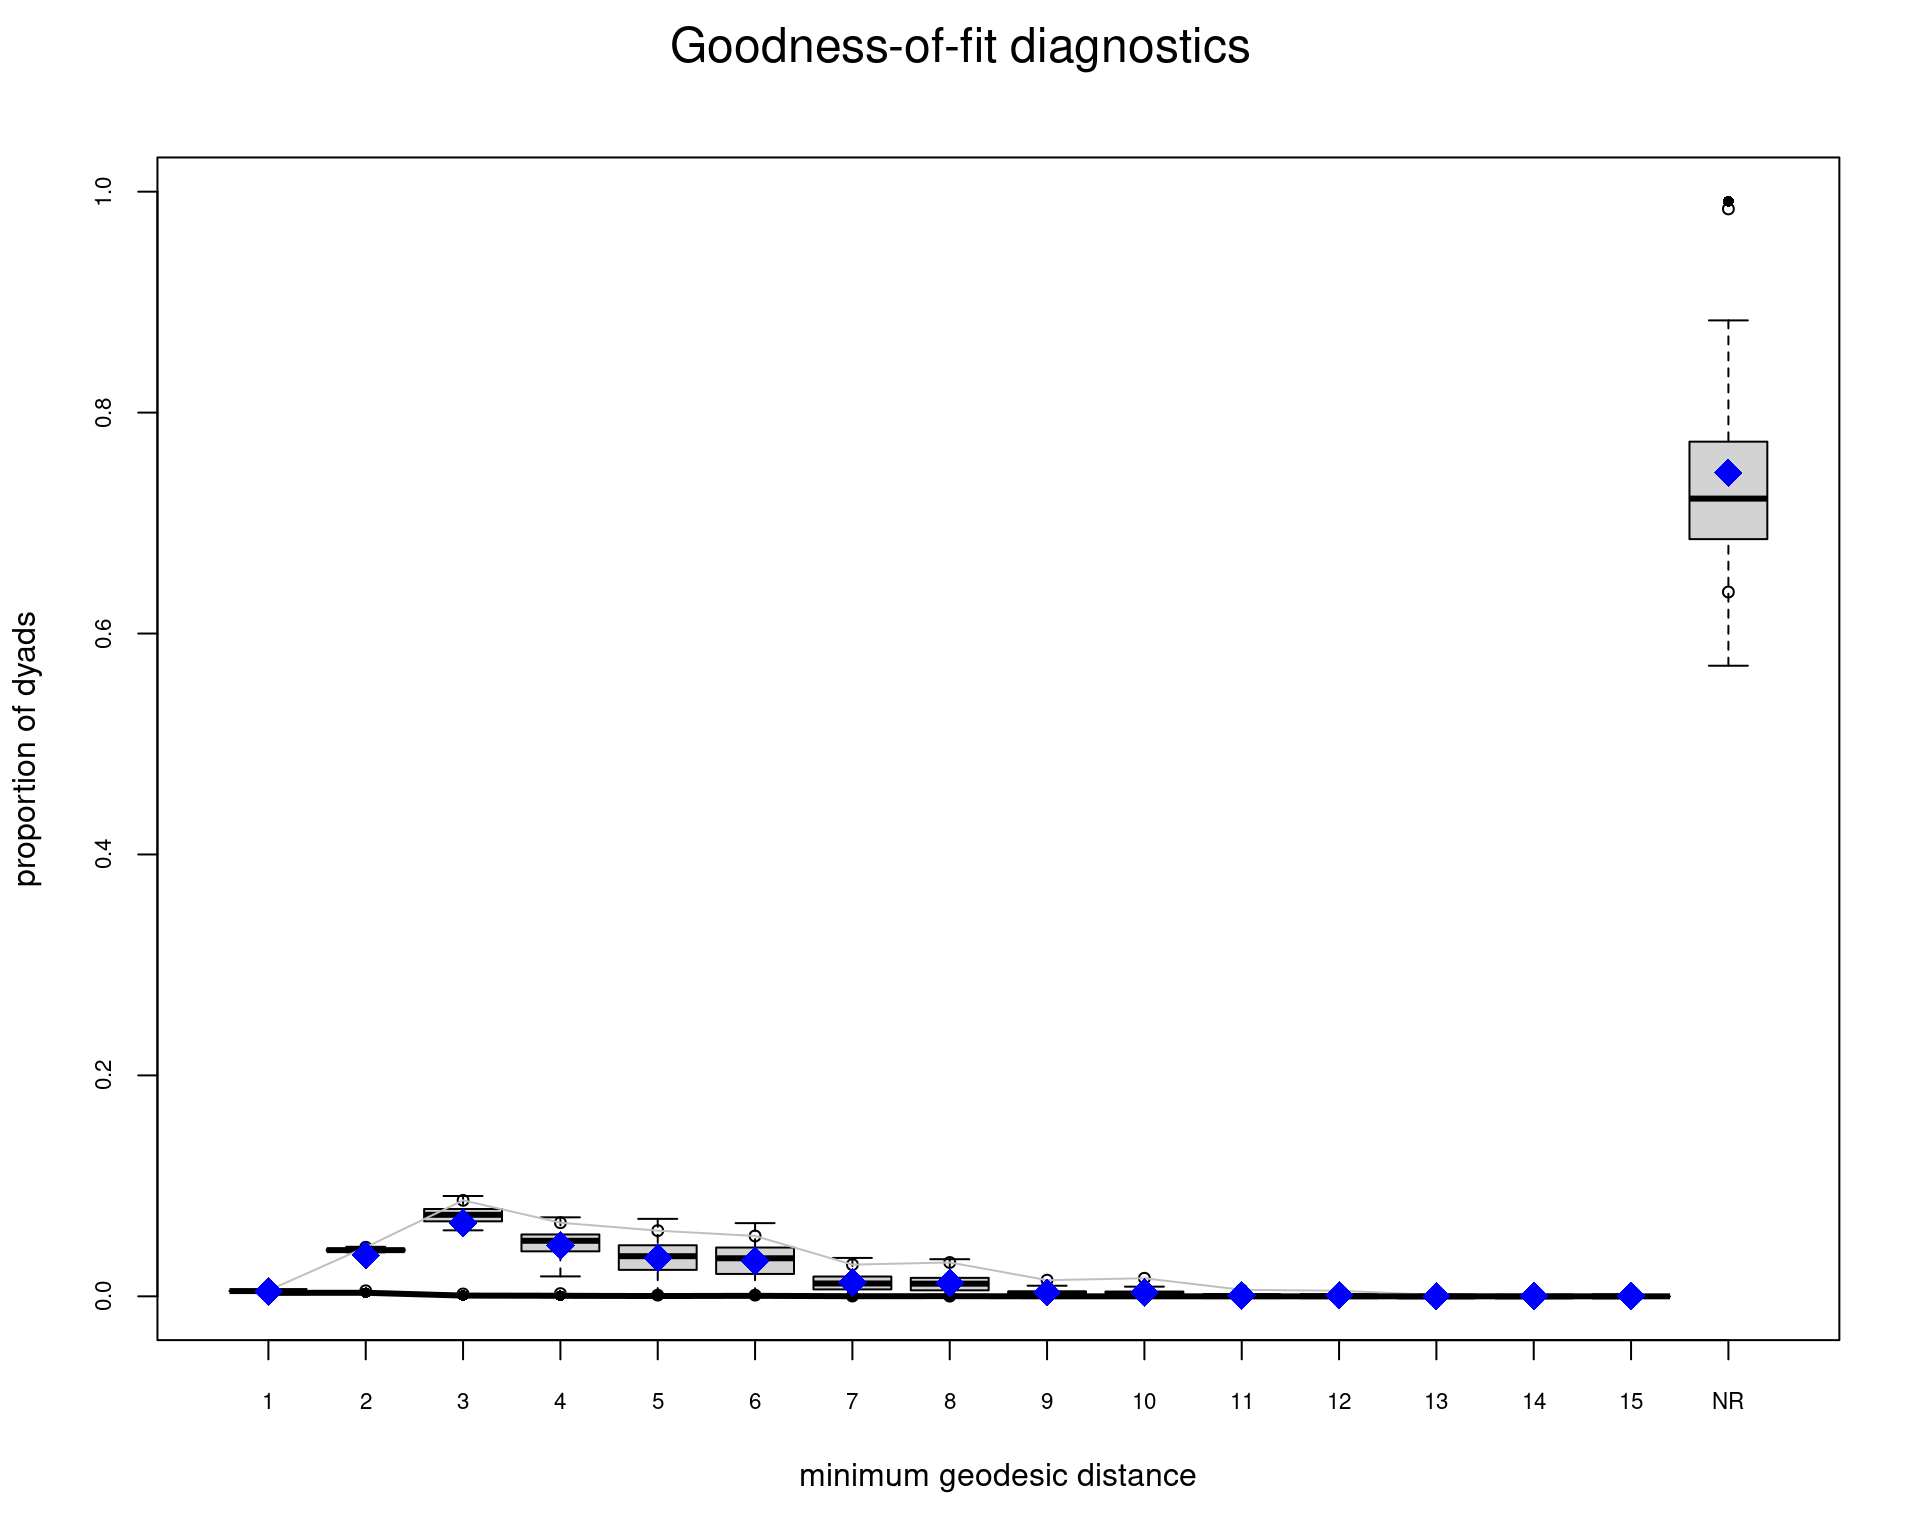 Goodness-of-fit diagnostics
1.0
0.8
0.6
0.4
0.2
0.0
proportion of dyads
1 2 3 4 5 6 7 8 9 10 11 12 13 14 15 NR
minimum geodesic distance